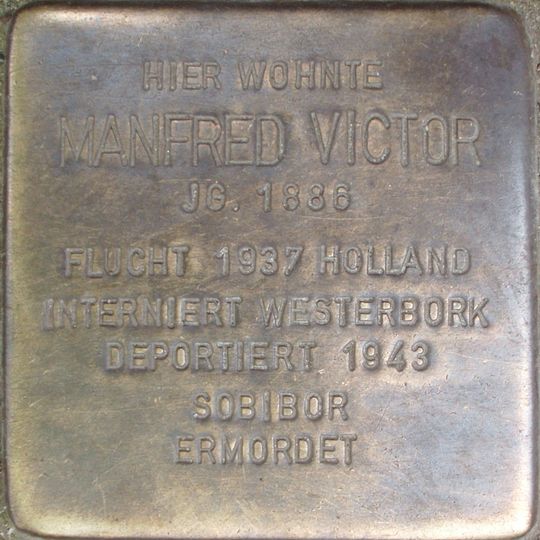 HIER WOHNTE
MANFRED VICTOR
JG. 1886
FLUCHT 1937 HOLLAND
INTERNIERT WESTERBORK
DEPORTIERT 1943
SOBIBOR
ERMORDET